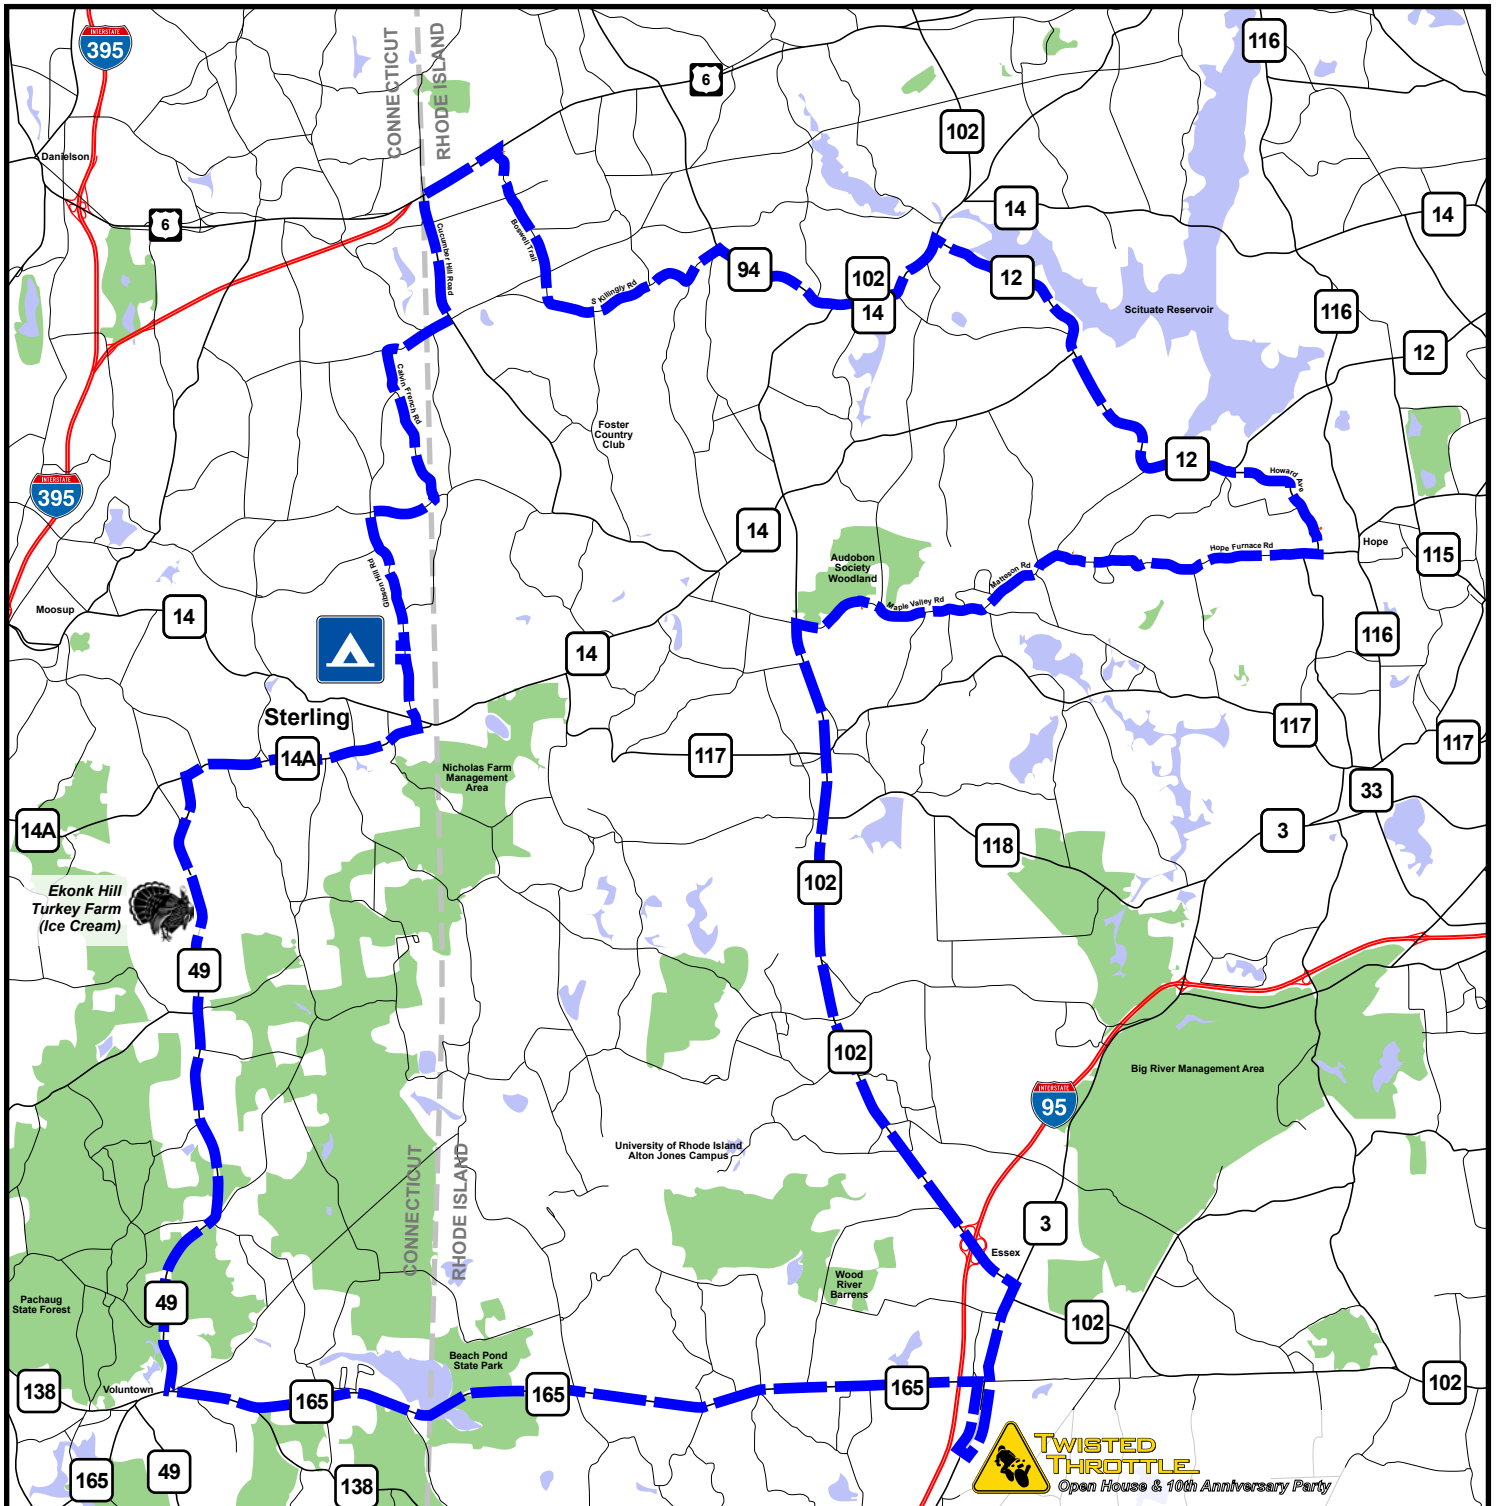 INTERSTATE
395
CONNECTICUT
RHODE ISLAND
6
116
102
Danielson
6
14
14
Cucumber Hill Road
Boswell Trail
94
102
14
12
S Killingly Rd
Scituate Reservoir
116
12
Calvin French Rd
Foster
Country
Club
INTERSTATE
395
12
Howard Ave
14
Hope Furnace Rd
Hope
115
Audobon
Society
Woodland
Matteson Rd
Maple Valley Rd
Gibson Hill Rd
Moosup
14
14
116
Sterling
14A
117
117
117
Nicholas Farm
Management
Area
33
14A
3
118
102
Ekonk Hill
Turkey Farm
(Ice Cream)
49
102
Big River Management Area
INTERSTATE
95
University of Rhode Island
Alton Jones Campus
CONNECTICUT
RHODE ISLAND
3
Essex
Wood
River
Barrens
Pachaug
State Forest
49
102
Beach Pond
State Park
138
Voluntown
165
165
165
102
TWISTED
THROTTLE
Open House & 10th Anniversary Party
165
49
138